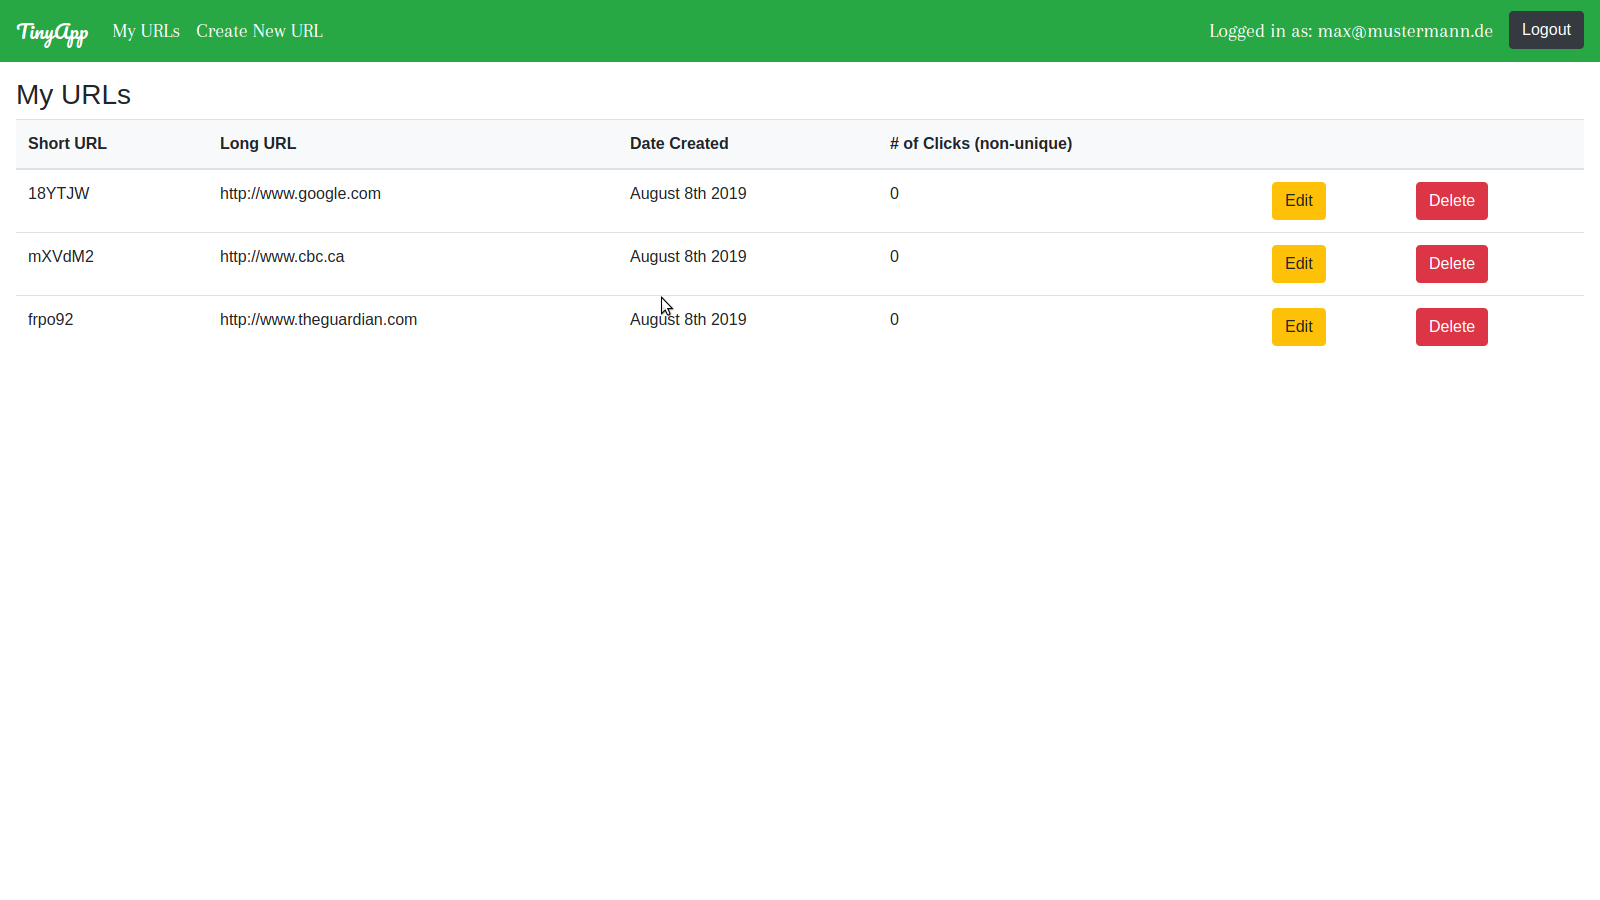 TinyApp My URLs Create New URL Logged in as: max@mustermann.de Logout
My URLs
Short URL Long URL Date Created # of Clicks (non-unique)
18YTJW http://www.google.com August 8th 2019 0 Edit Delete
mXVdM2 http://www.cbc.ca August 8th 2019 0 Edit Delete
frpo92 http://www.theguardian.com August 8th 2019 0 Edit Delete